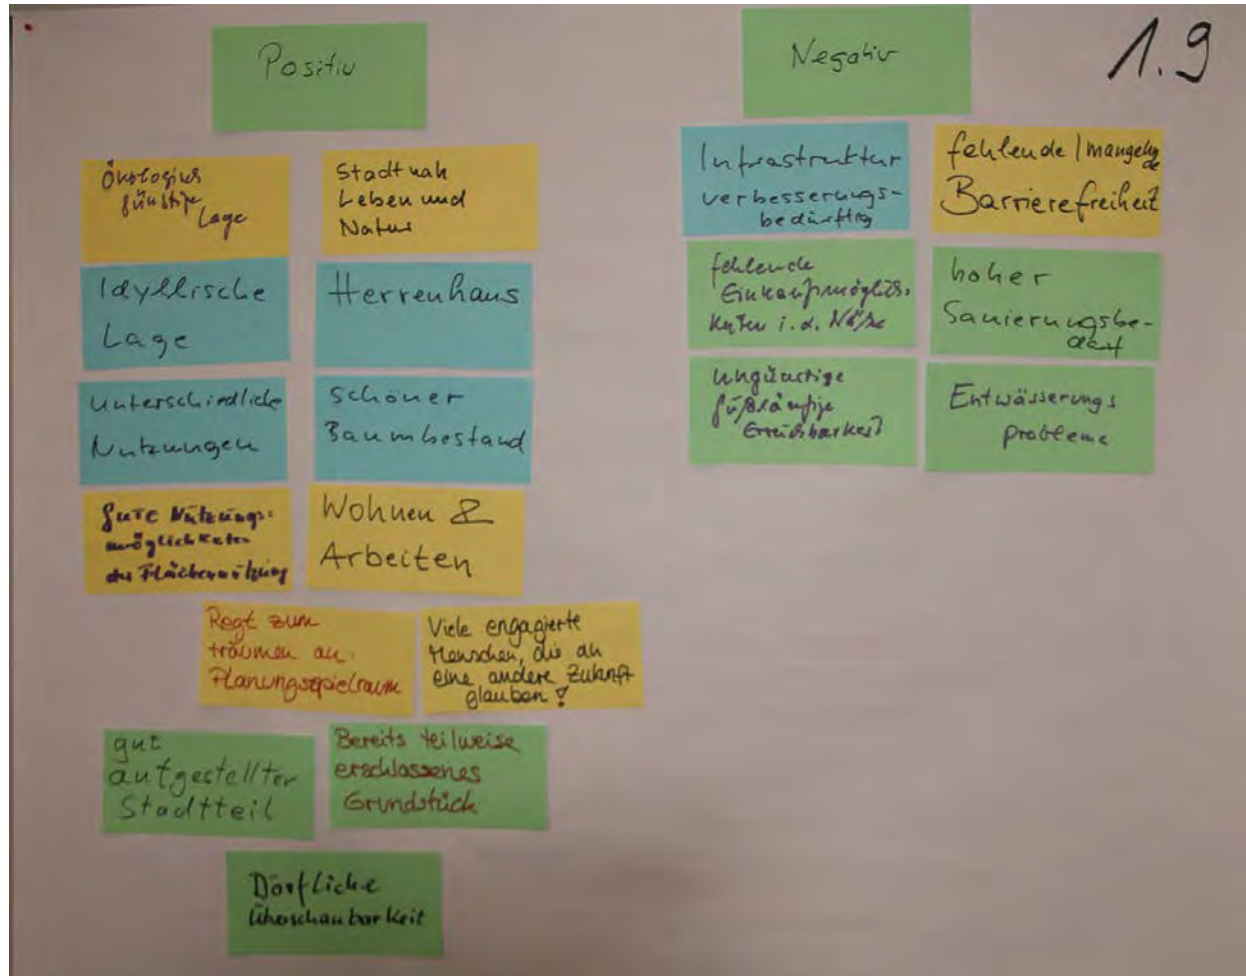 Positiv
Negativ
1.9
Ökologisch
günstige
Lage
Stadtnah
Leben und
Natur
Idyllische
Lage
Herrenhaus
unterschiedliche
Nutzungen
schöner
Baumbestand
gute Nutzungs-
möglichkeiten
der Flächennutzung
Wohnen &
Arbeiten
Regt zum
träumen an.
Planungsspielraum
Viele engagierte
Menschen, die an
eine andere Zukunft
glauben!
gut
aufgestellter
Stadtteil
Bereits teilweise
erschlossenes
Grundstück
Dörfliche
Überschaubarkeit
Infrastruktur
verbesserungs-
bedürftig
fehlende / mangeln
de
Barrierefreiheit
fehlende
Einkaufmöglich-
keiten i.d. Nähe
hoher
Sanierungsbe-
darf
ungünstige
fußläufige
Erreichbarkeit
Entwässerungs
probleme